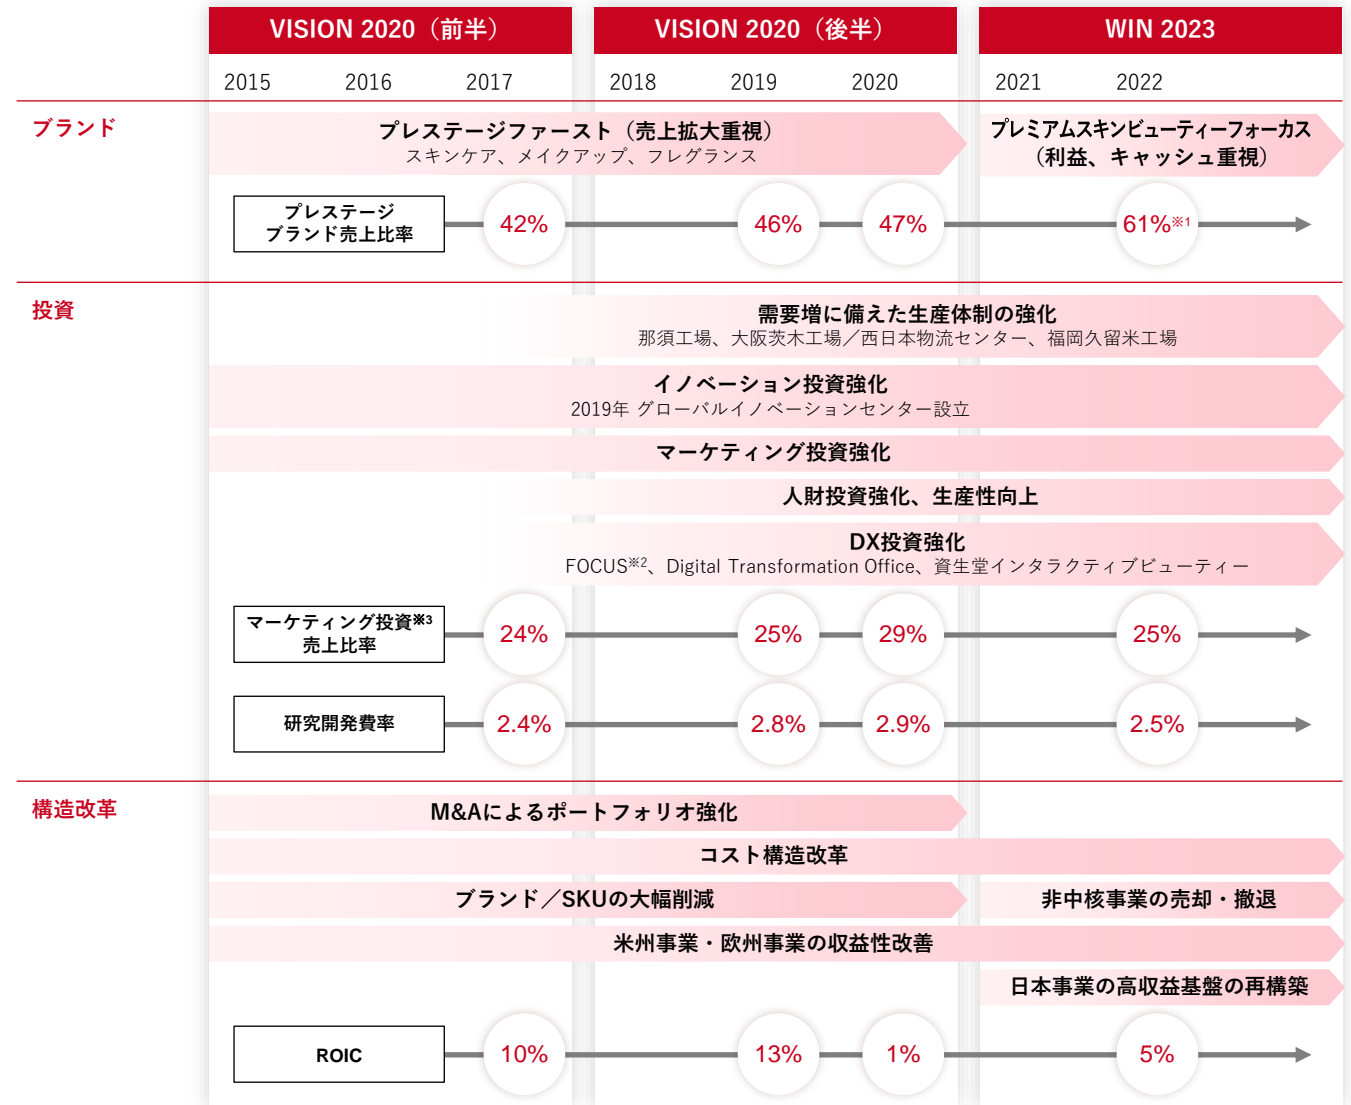 VISION 2020（前半）
VISION 2020（後半）
WIN 2023
2015
2016
2017
2018
2019
2020
2021
2022
ブランド
プレステージファースト（売上拡大重視）
スキンケア、メイクアップ、フレグランス
プレミアムスキンビューティーフォーカス
（利益、キャッシュ重視）
プレステージ
ブランド売上比率
42%
46%
47%
61%※1
投資
需要増に備えた生産体制の強化
那須工場、大阪茨木工場／西日本物流センター、福岡久留米工場
イノベーション投資強化
2019年 グローバルイノベーションセンター設立
マーケティング投資強化
人財投資強化、生産性向上
DX投資強化
FOCUS※2、Digital Transformation Office、資生堂インタラクティブビューティー
マーケティング投資※3
売上比率
24%
25%
29%
25%
研究開発費率
2.4%
2.8%
2.9%
2.5%
構造改革
M&Aによるポートフォリオ強化
コスト構造改革
ブランド／SKUの大幅削減
非中核事業の売却・撤退
米州事業・欧州事業の収益性改善
日本事業の高収益基盤の再構築
ROIC
10%
13%
1%
5%